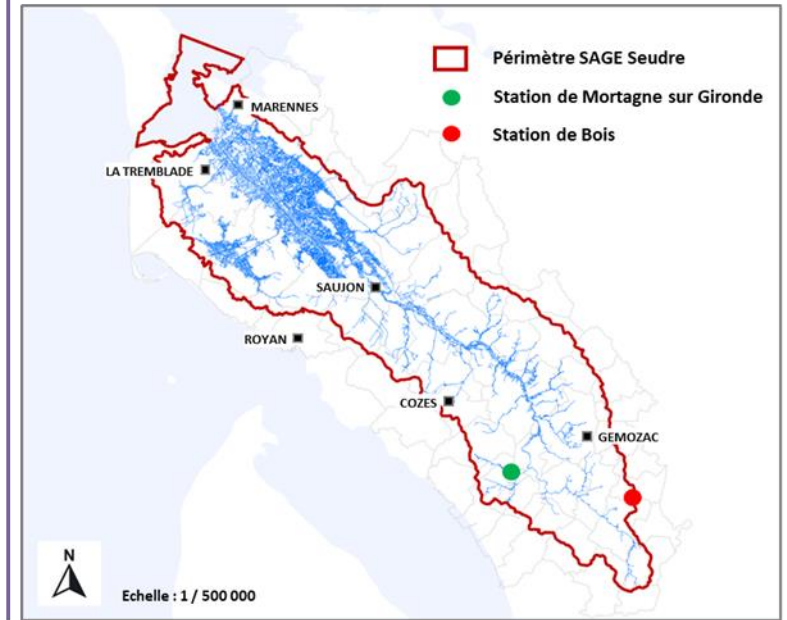 Périmètre SAGE Seudre
Station de Mortagne sur Gironde
Station de Bois
MARENNES
LA TREMBLADE
SAUJON
ROYAN
COZES
GEMOZAC
N
Echelle : 1 / 500 000